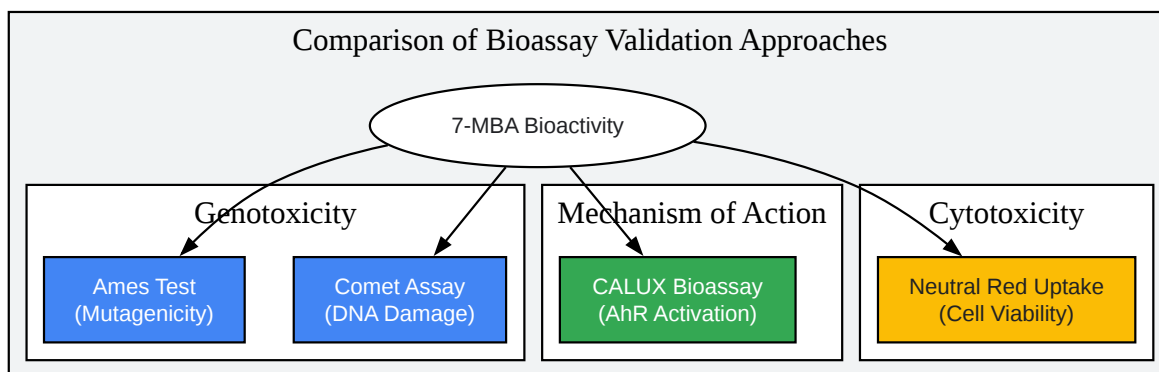 Comparison of Bioassay Validation Approaches
7-MBA Bioactivity
Genotoxicity
Mechanism of Action
Cytotoxicity
Ames Test
(Mutagenicity)
Comet Assay
(DNA Damage)
CALUX Bioassay
(AhR Activation)
Neutral Red Uptake
(Cell Viability)